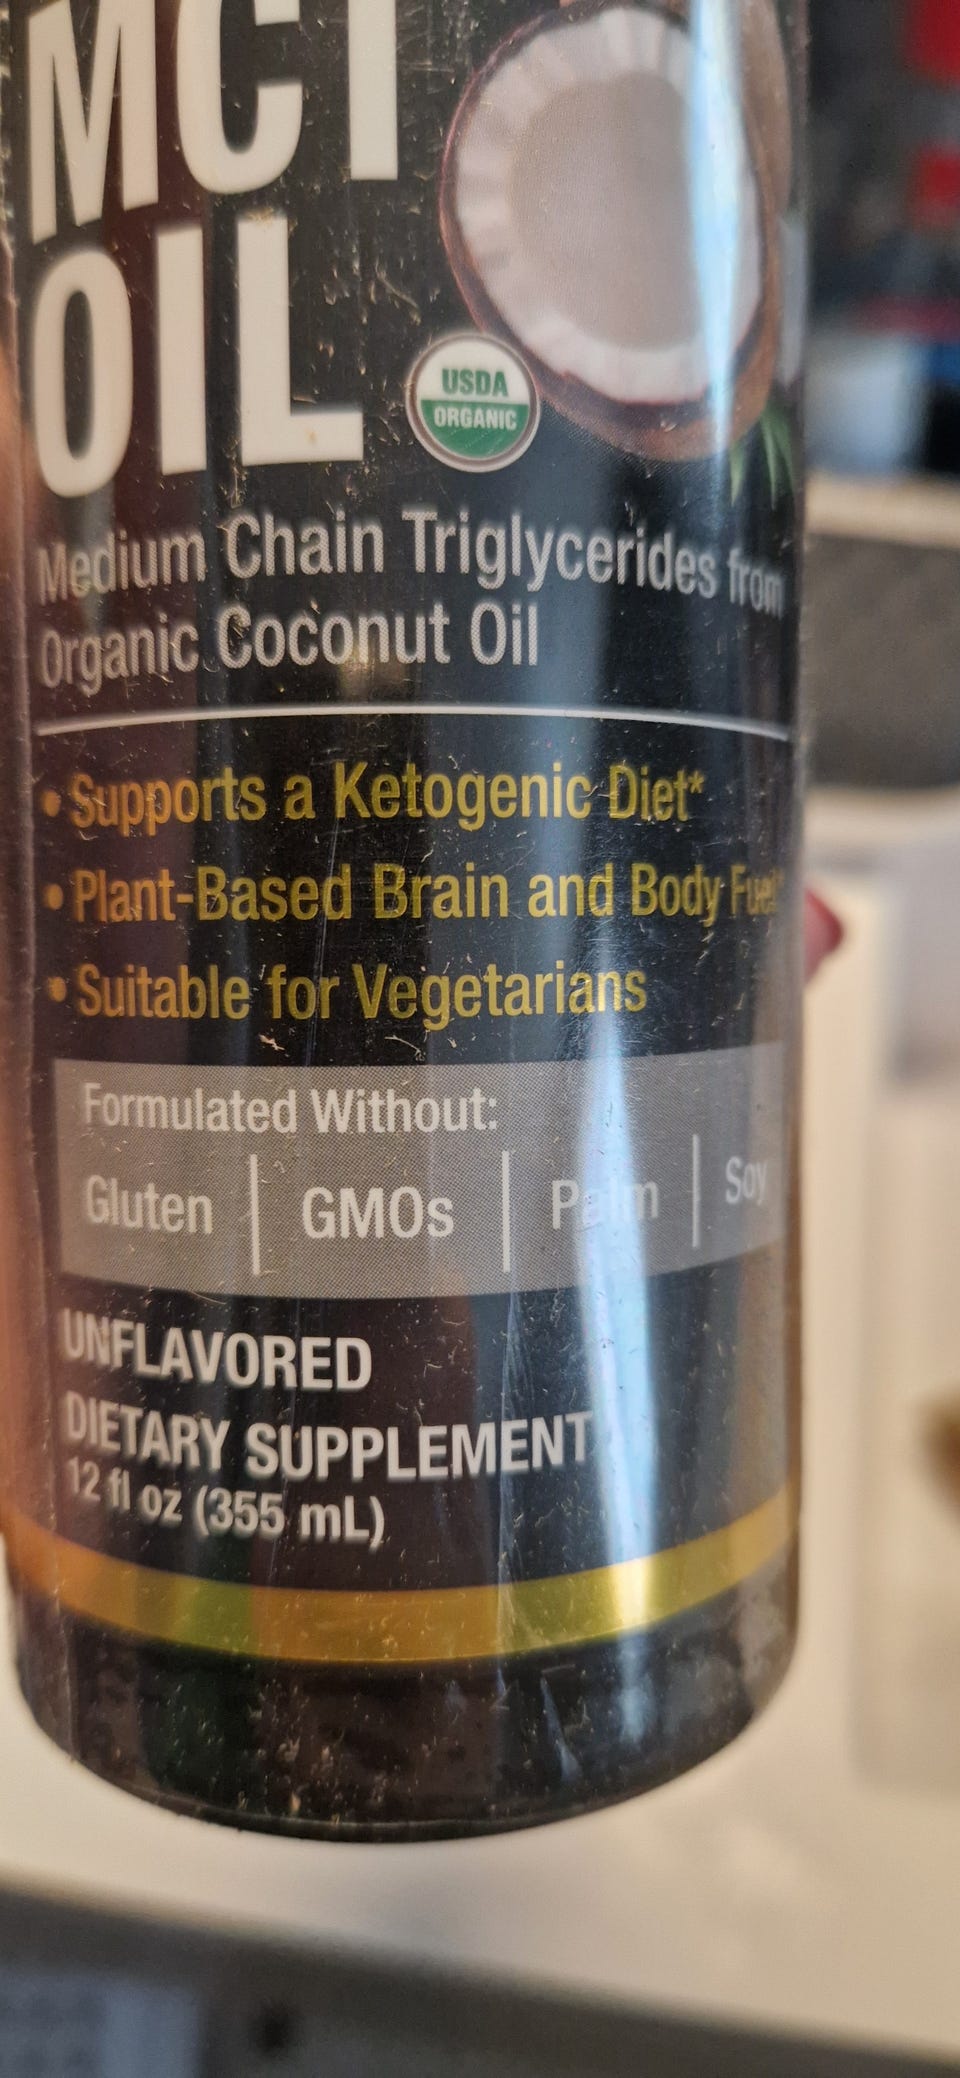 MCT
OIL
USDA
ORGANIC
Medium Chain Triglycerides from
Organic Coconut Oil
• Supports a Ketogenic Diet*
• Plant-Based Brain and Body Fuel*
• Suitable for Vegetarians
Formulated Without:
Gluten | GMOs | Palm | Soy
UNFLAVORED
DIETARY SUPPLEMENT
12 fl oz (355 mL)